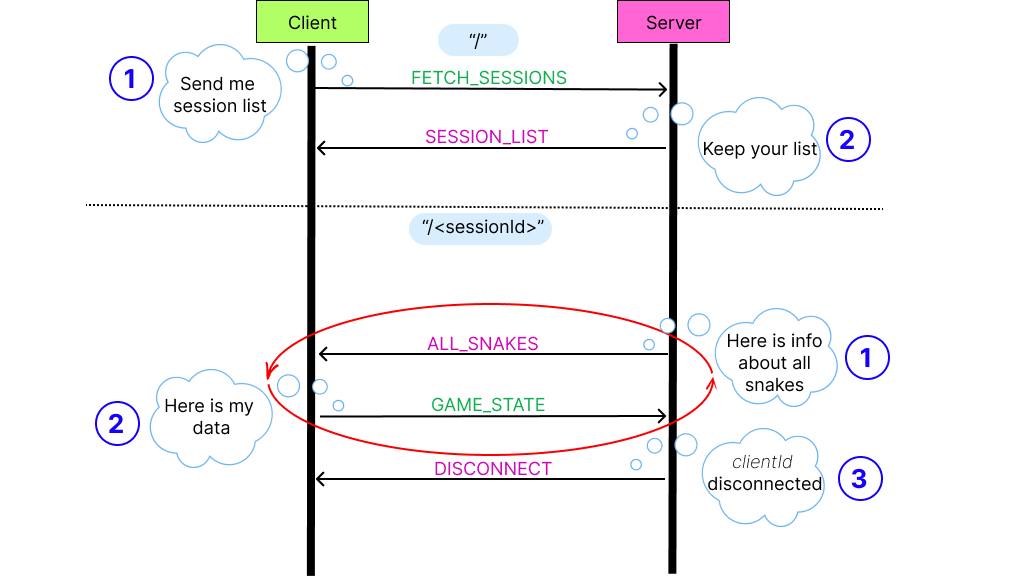 Client
Server
“/”
1
Send me
session list
FETCH_SESSIONS
SESSION_LIST
Keep your list
2
“/<sessionId>”
ALL_SNAKES
Here is info
about all
snakes
1
2
Here is my
data
GAME_STATE
DISCONNECT
clientId
disconnected
3